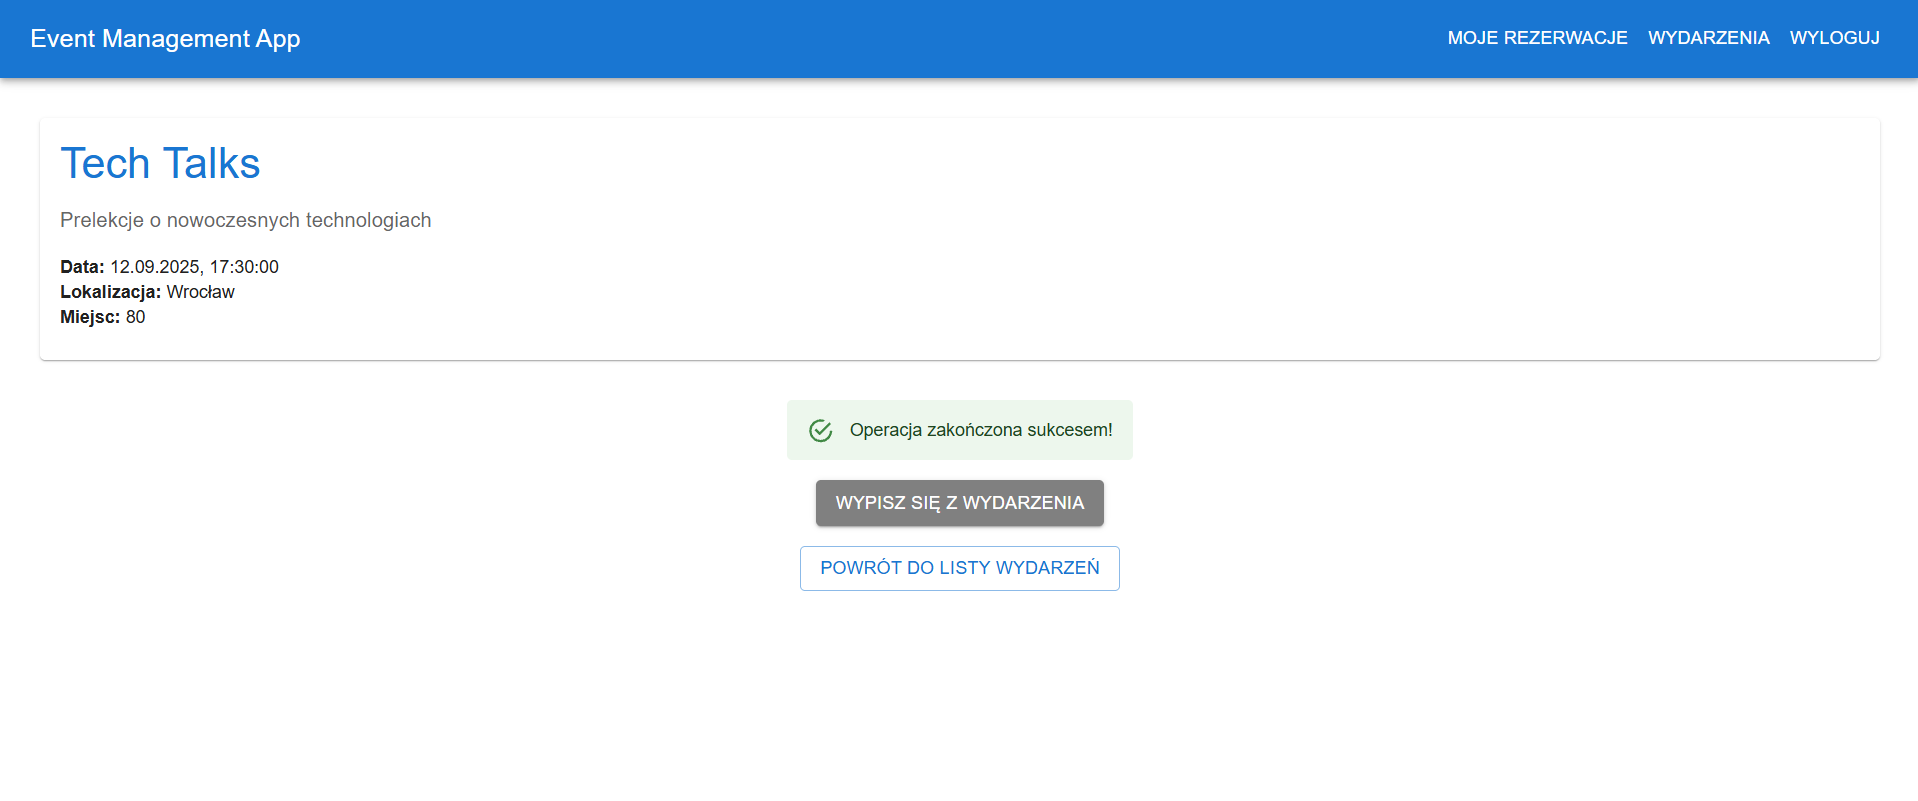 Event Management App
MOJE REZERWACJE WYDARZENIA WYLOGUJ
Tech Talks
Prelekcje o nowoczesnych technologiach
Data: 12.09.2025, 17:30:00
Lokalizacja: Wrocław
Miejsc: 80
Operacja zakończona sukcesem!
WYPISZ SIĘ Z WYDARZENIA
POWRÓT DO LISTY WYDARZEŃ